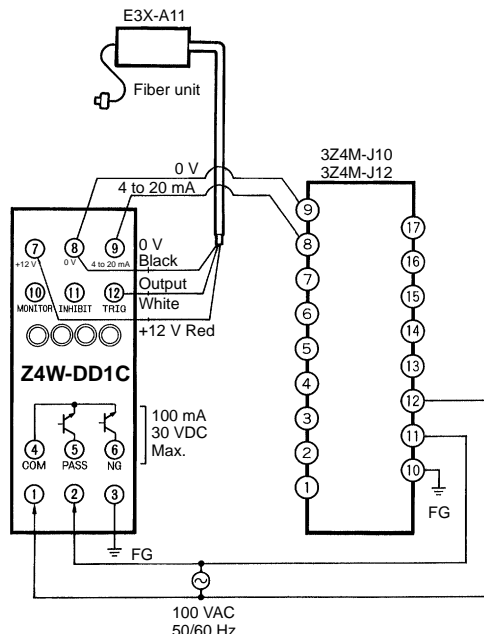 E3X-A11
Fiber unit
0 V
4 to 20 mA
3Z4M-J10
3Z4M-J12
9
8
7
6
5
4
3
2
1
17
16
15
14
13
12
11
10
FG
7
8
9
+12 V
0 V
4 to 20 mA
0 V
Black
10
11
12
MONITOR
INHIBIT
TRIG
Output
White
+12 V Red
Z4W-DD1C
100 mA
30 VDC
Max.
4
5
6
COM
PASS
NG
1
2
3
FG
100 VAC
50/60 Hz